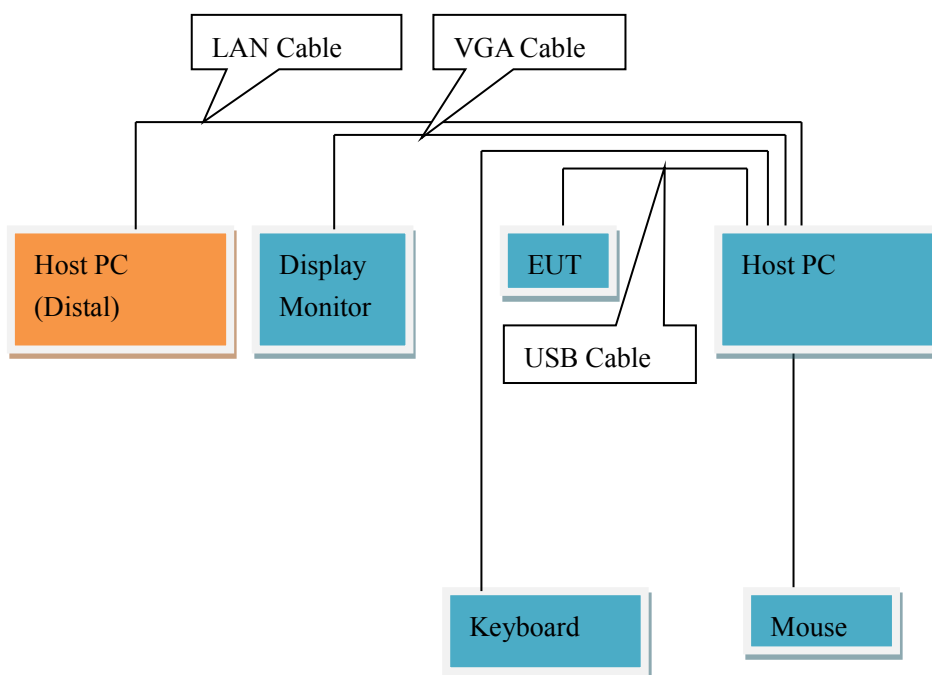 LAN Cable
VGA Cable
Host PC
(Distal)
Display
Monitor
EUT
Host PC
USB Cable
Keyboard
Mouse